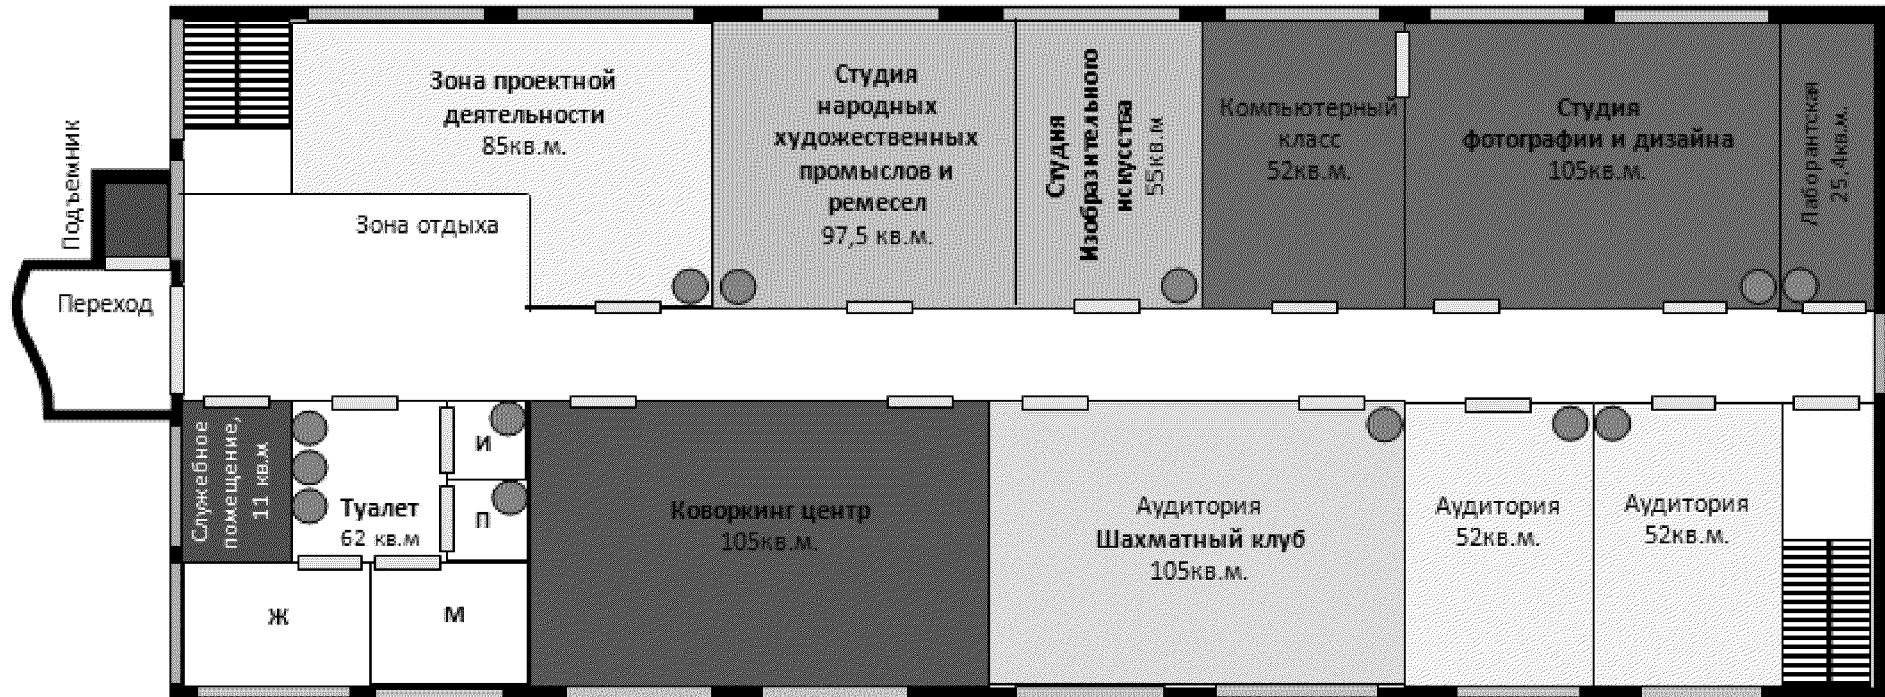 Зона проектной
деятельности
85кв.м.
Студия
народных
художественных
промыслов и
ремесел
97,5 кв.м.
Студия
Изобразительного
искусства
55кв.м
Компьютерный
класс
52кв.м.
Студия
фотографии и дизайна
105кв.м.
Лаборантская
25,4кв.м.
Подъемник
Зона отдыха
Переход
Служебное
помещение,
11 кв.м
Туалет
62 кв.м
И
П
Ж
М
Коворкинг центр
105кв.м.
Аудитория
Шахматный клуб
105кв.м.
Аудитория
52кв.м.
Аудитория
52кв.м.